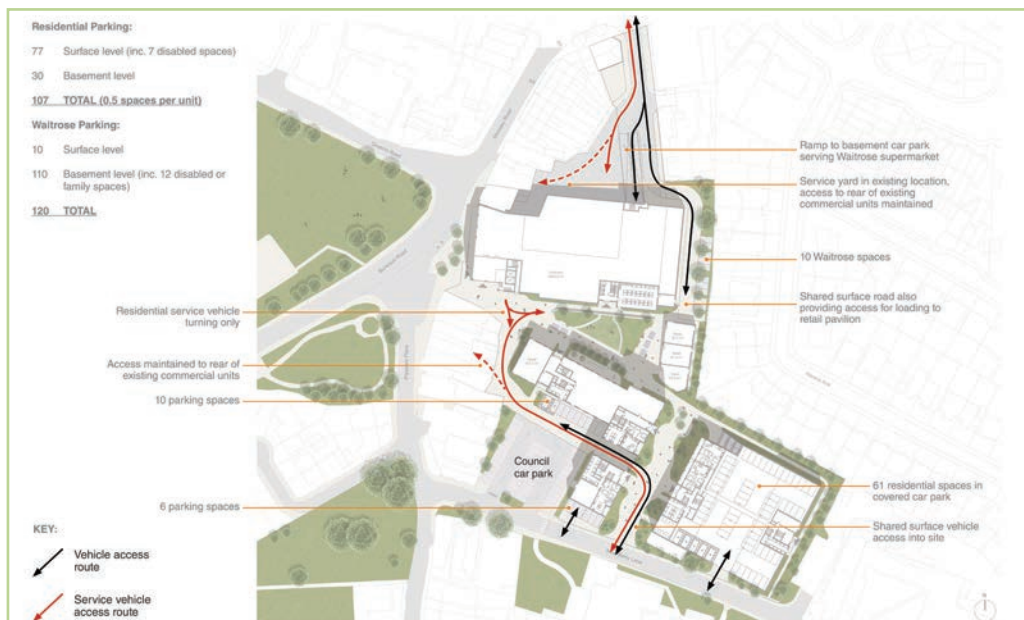 Residential Parking:
77 Surface level (inc. 7 disabled spaces)
30 Basement level
107 TOTAL (0.5 spaces per unit)
Waitrose Parking:
10 Surface level
110 Basement level (inc. 12 disabled or
family spaces)
120 TOTAL
Ramp to basement car park
serving Waitrose supermarket
Service yard in existing location,
access to rear of existing
commercial units maintained
10 Waitrose spaces
Shared surface road also
providing access for loading to
retail pavilion
Residential service vehicle
turning only
Access maintained to rear of
existing commercial units
10 parking spaces
Council
car park
6 parking spaces
61 residential spaces in
covered car park
Shared surface vehicle
access into site
KEY:
Vehicle access
route
Service vehicle
access route